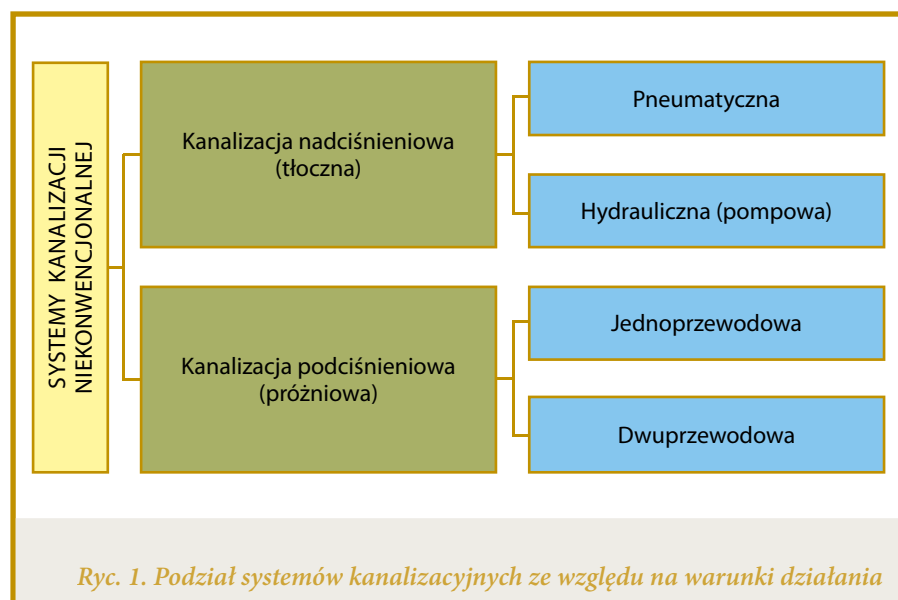 SYSTEMY KANALIZACJI
NIEKONWENCJONALNEJ
Kanalizacja nadciśnieniowa
(tłoczna)
Pneumatyczna
Hydrauliczna (pompowa)
Kanalizacja podciśnieniowa
(próżniowa)
Jednoprzewodowa
Dwuprzewodowa
Ryc. 1. Podział systemów kanalizacyjnych ze względu na warunki działania